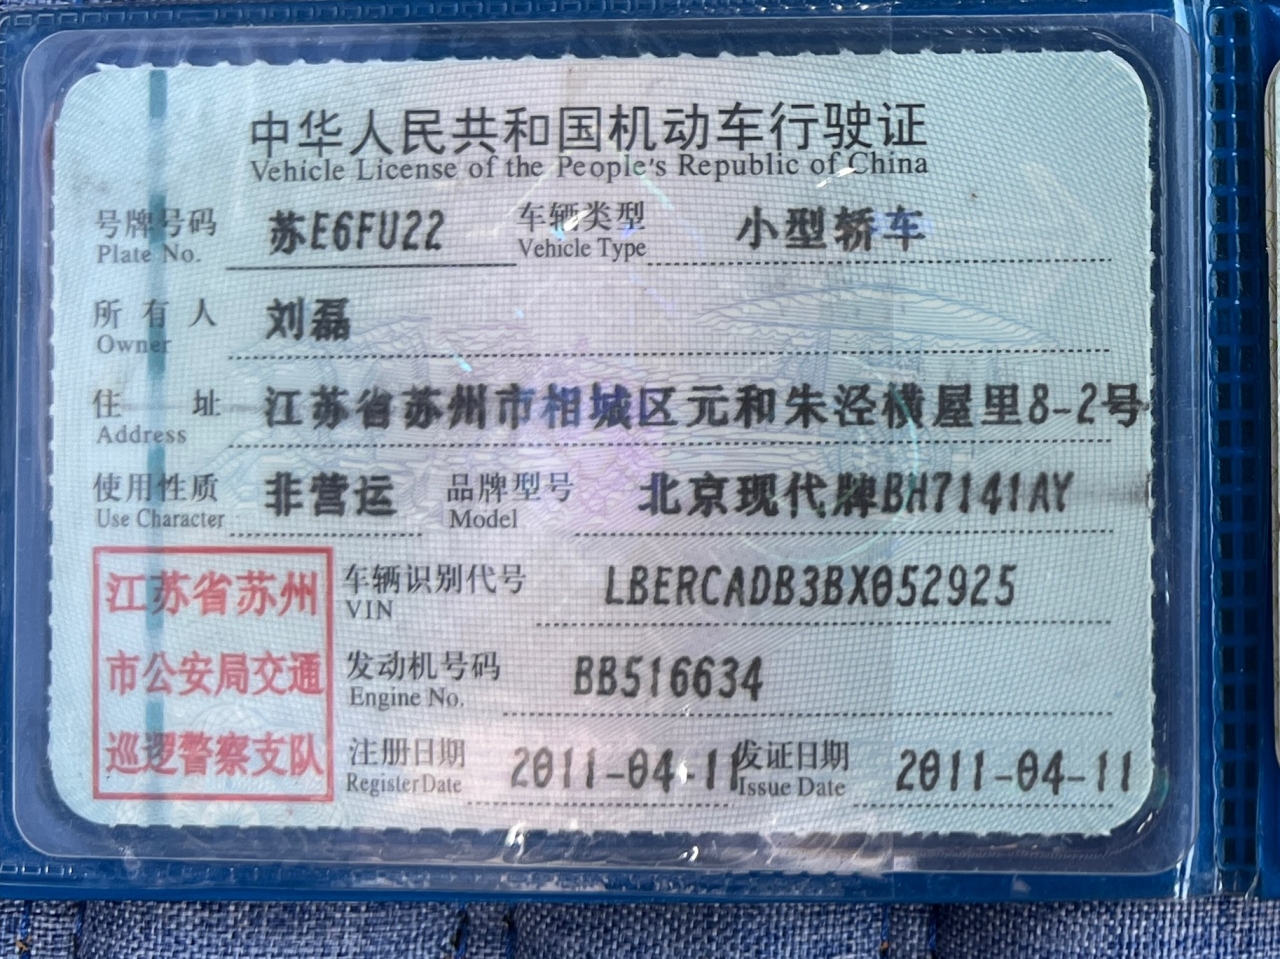 中华人民共和国机动车行驶证
Vehicle License of the People's Republic of China
号牌号码 苏E6FU22 车辆类型 小型轿车
Plate No. Vehicle Type
所有人 刘磊
Owner
住址 江苏省苏州市相城区元和朱泾横屋里8-2号
Address
使用性质 非营运 品牌型号 北京现代牌BH7141AY
Use Character Model
江苏省苏州
市公安局交通
巡逻警察支队
车辆识别代号 LBERCADB3BX052925
VIN
发动机号码 BB516634
Engine No.
注册日期 2011-04-11 发证日期 2011-04-11
Register Date Issue Date